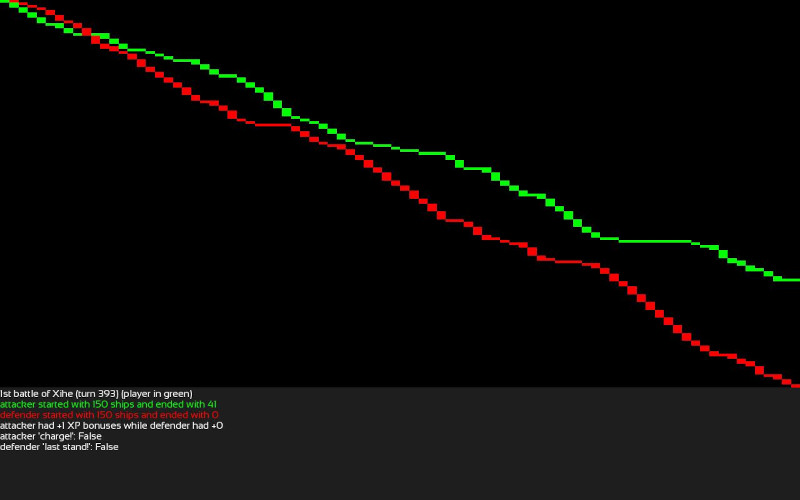 1st battle of Xihe (turn 393) (player in green)
attacker started with 150 ships and ended with 41
defender started with 150 ships and ended with 0
attacker had +1 XP bonuses while defender had +0
attacker 'charge!': False
defender 'last stand!': False